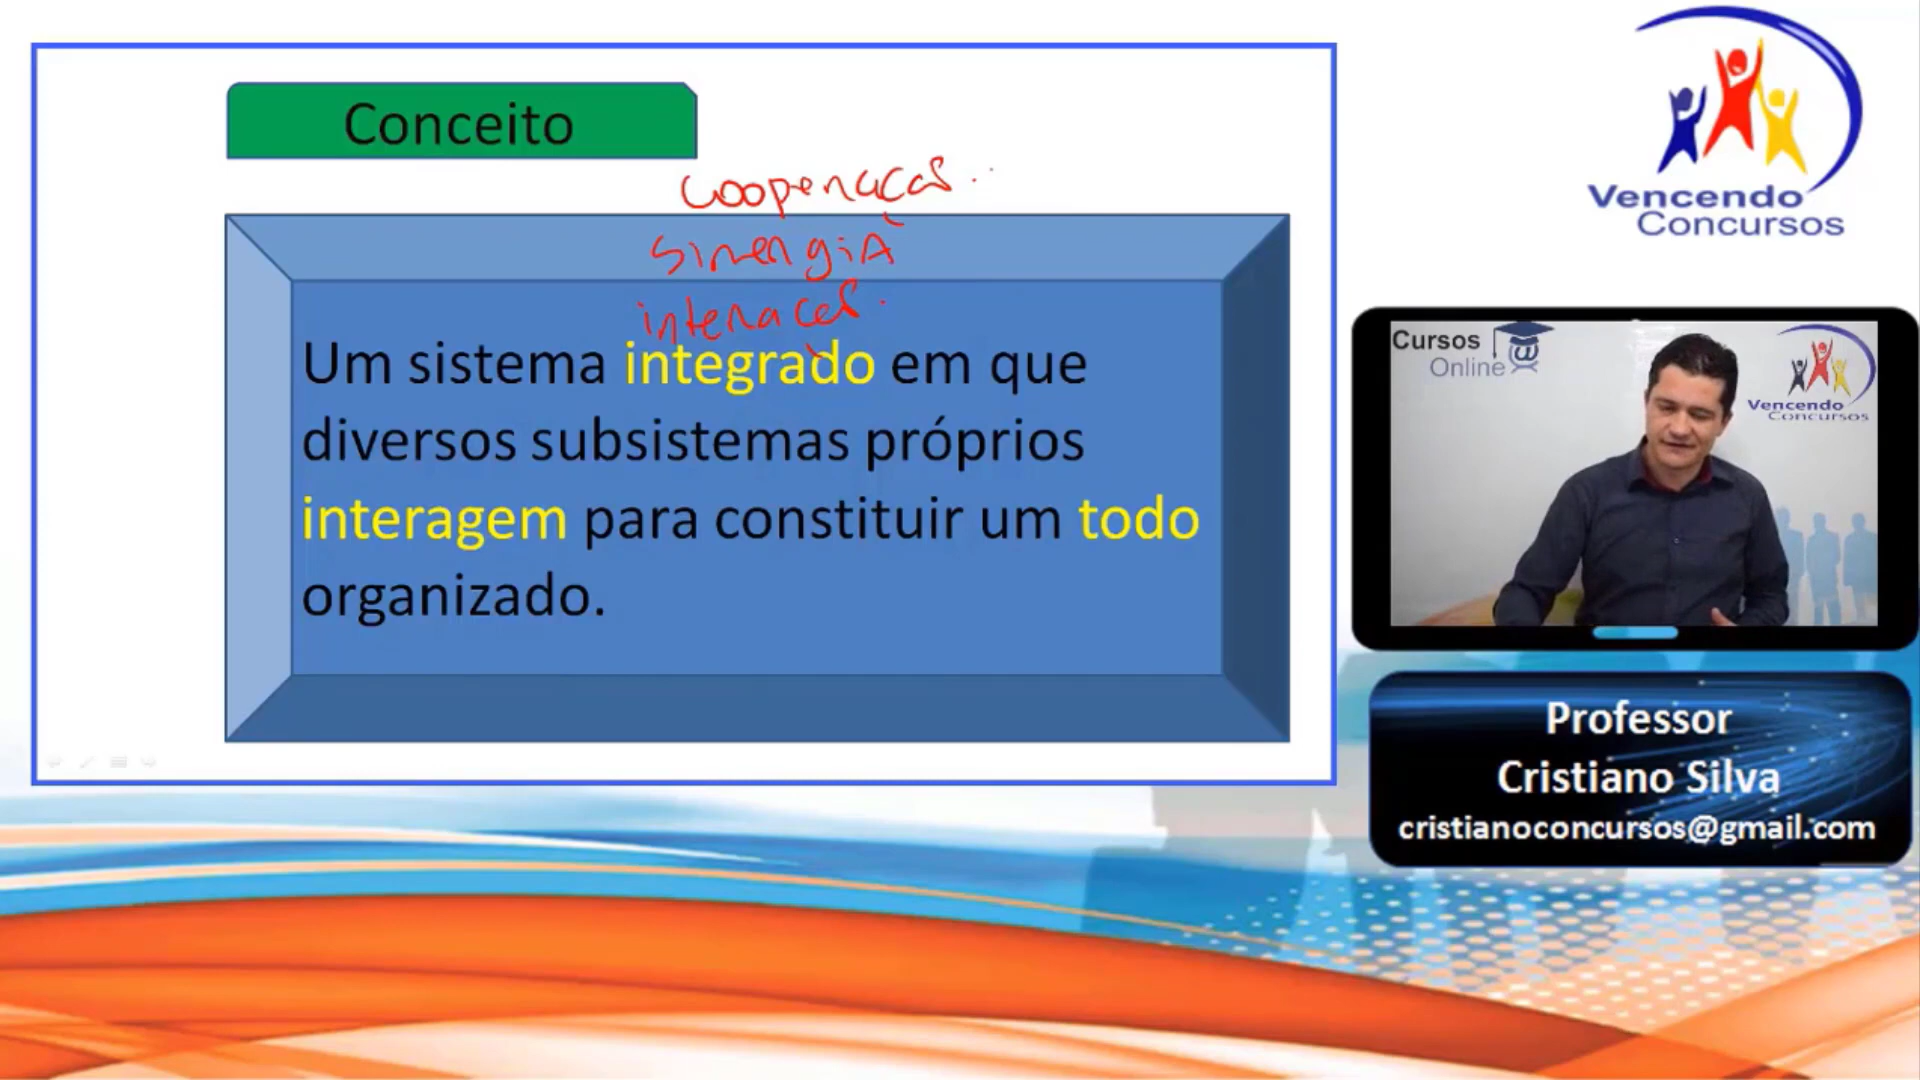 Conceito
Cooperação.
SinergiA
interação.
Um sistema integrado em que
diversos subsistemas próprios
interagem para constituir um todo
organizado.
Vencendo
Concursos
Cursos
Online
Vencendo
Concursos
Professor
Cristiano Silva
cristianoconcursos@gmail.com